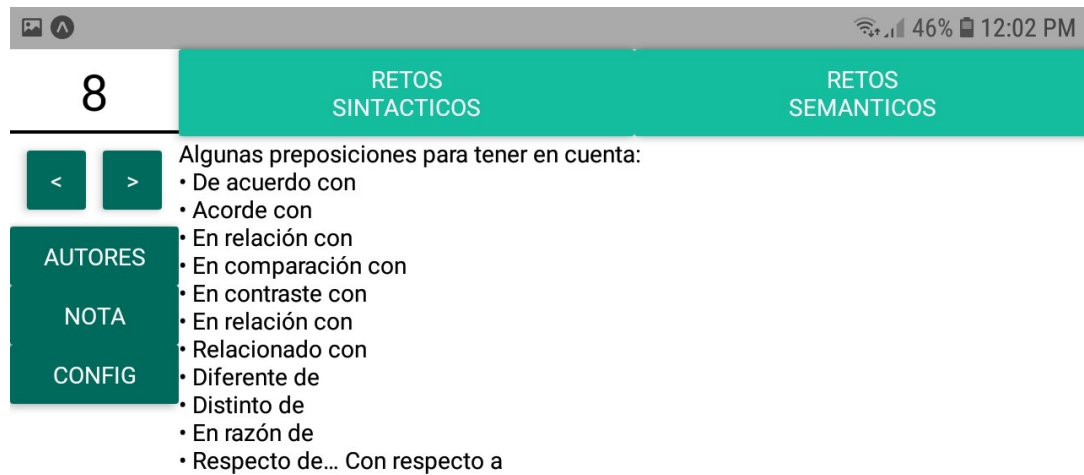 46% 12:02 PM
8
RETOS
SINTACTICOS
RETOS
SEMANTICOS
< >
AUTORES
NOTA
CONFIG
Algunas preposiciones para tener en cuenta:
• De acuerdo con
• Acorde con
• En relación con
• En comparación con
• En contraste con
• En relación con
• Relacionado con
• Diferente de
• Distinto de
• En razón de
• Respecto de... Con respecto a